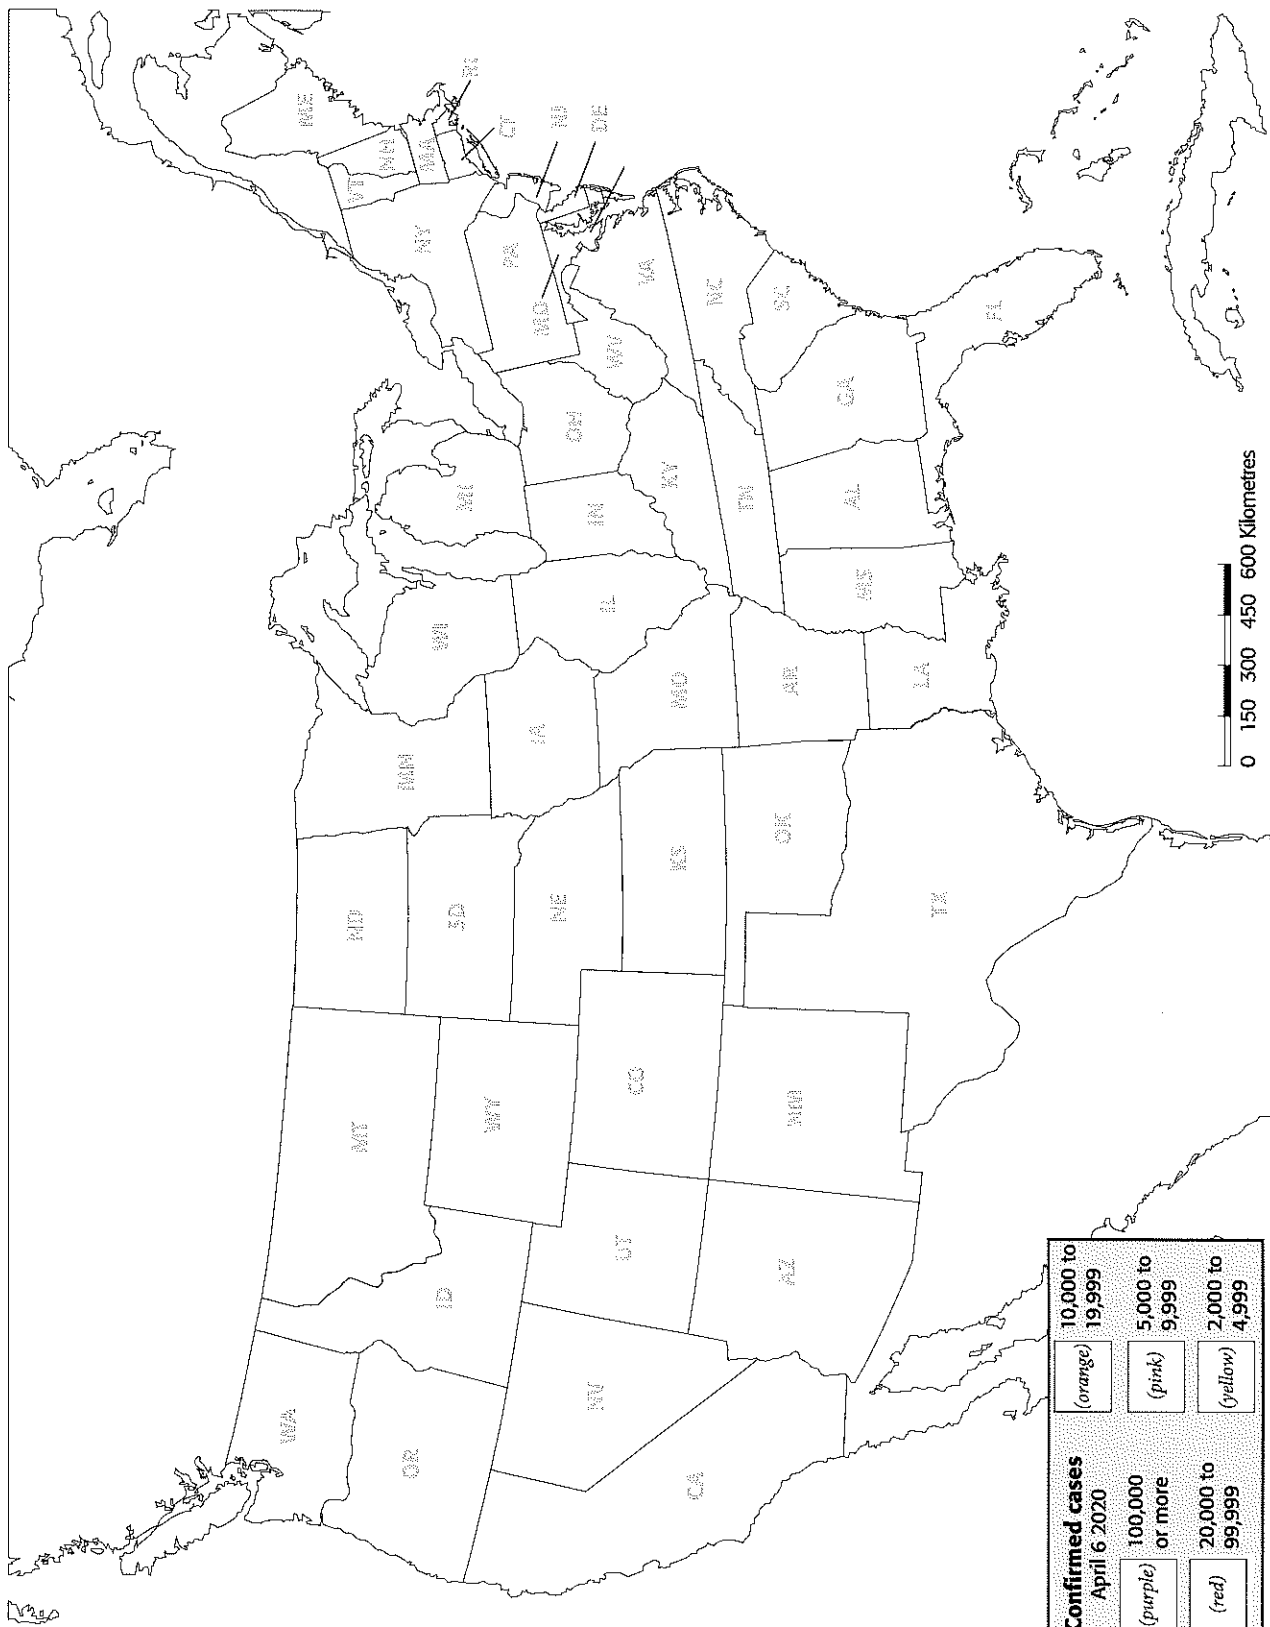 WA
OR
CA
NV
ID
MT
WY
UT
AZ
CO
NM
ND
SD
NE
KS
OK
TX
MN
IA
MO
AR
LA
WI
IL
MI
IN
OH
KY
TN
MS
AL
GA
FL
SC
NC
VA
WV
MD
PA
NY
VT
NH
ME
MA
RI
CT
NJ
DE
Confirmed cases
April 6 2020
(purple)
100,000
or more
(red)
20,000 to
99,999
(orange)
10,000 to
19,999
(pink)
5,000 to
9,999
(yellow)
2,000 to
4,999
0 150 300 450 600 Kilometres